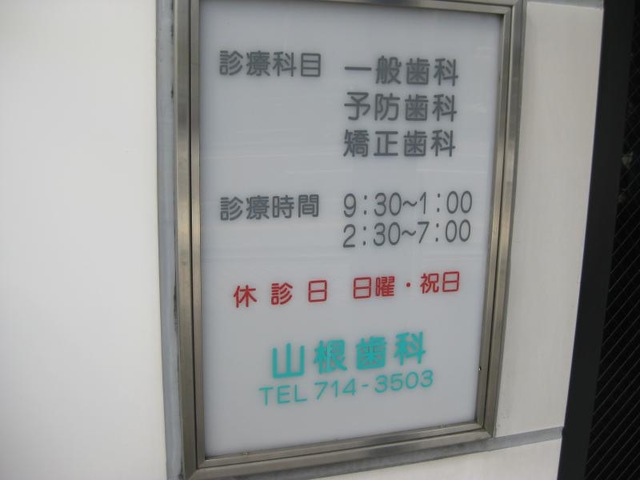 診療科目 一般歯科
予防歯科
矯正歯科
診療時間 9:30~1:00
2:30~7:00
休診日 日曜・祝日
山根歯科
TEL 714-3503